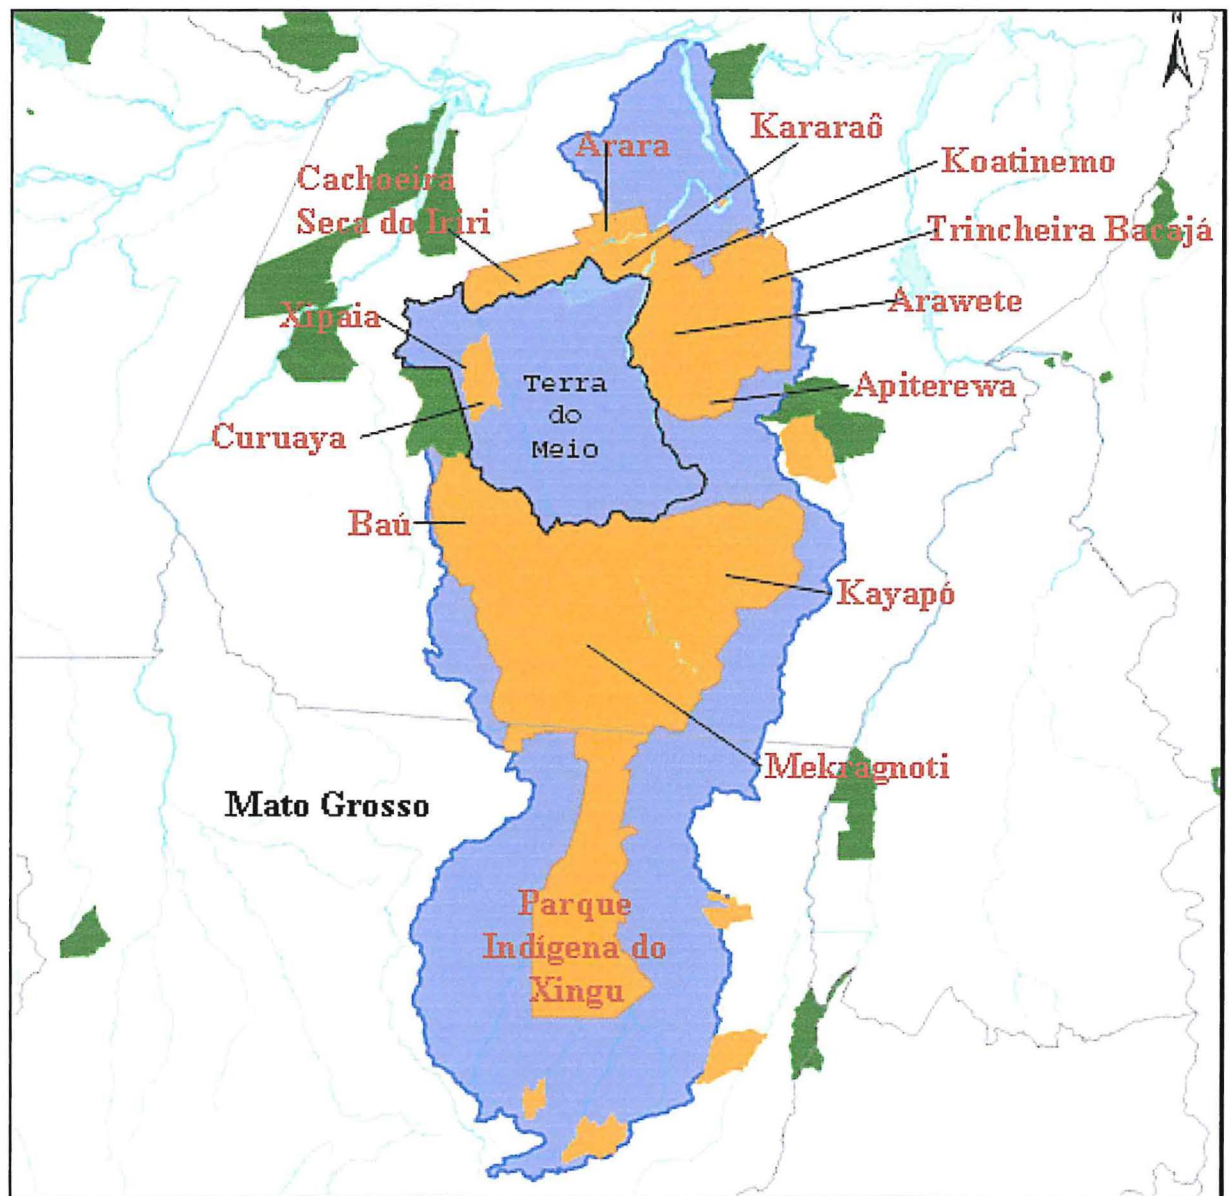 N
Kararaô
Arara
Koatinemo
Cachoeira
Seca do Iriri
Trincheira Bacajá
Arawete
Xipaia
Terra
do
Meio
Apiterewa
Curuaya
Baú
Kayapó
Mekragnoti
Mato Grosso
Parque
Indígena do
Xingu